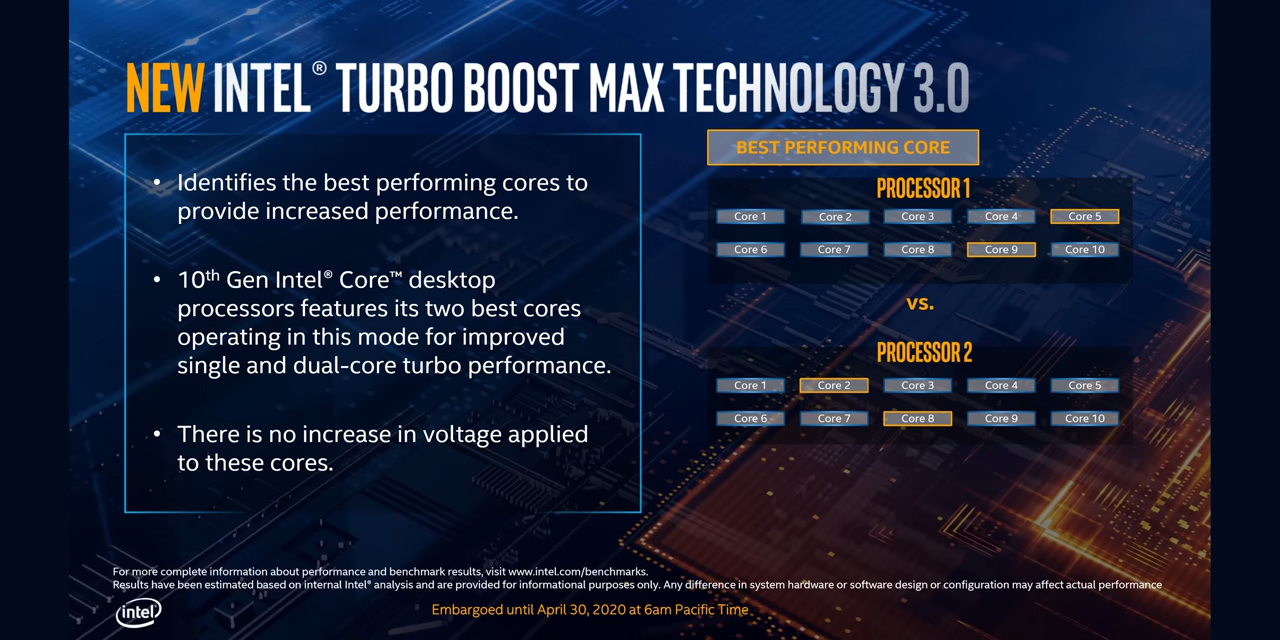 NEW INTEL® TURBO BOOST MAX TECHNOLOGY 3.0
• Identifies the best performing cores to
provide increased performance.
• 10th Gen Intel® Core™ desktop
processors features its two best cores
operating in this mode for improved
single and dual-core turbo performance.
• There is no increase in voltage applied
to these cores.
BEST PERFORMING CORE
PROCESSOR 1
Core 1 Core 2 Core 3 Core 4 Core 5
Core 6 Core 7 Core 8 Core 9 Core 10
vs.
PROCESSOR 2
Core 1 Core 2 Core 3 Core 4 Core 5
Core 6 Core 7 Core 8 Core 9 Core 10
For more complete information about performance and benchmark results, visit www.intel.com/benchmarks.
Results have been estimated based on internal Intel® analysis and are provided for informational purposes only. Any difference in system hardware or software design or configuration may affect actual performance
intel
Embargoed until April 30, 2020 at 6am Pacific Time